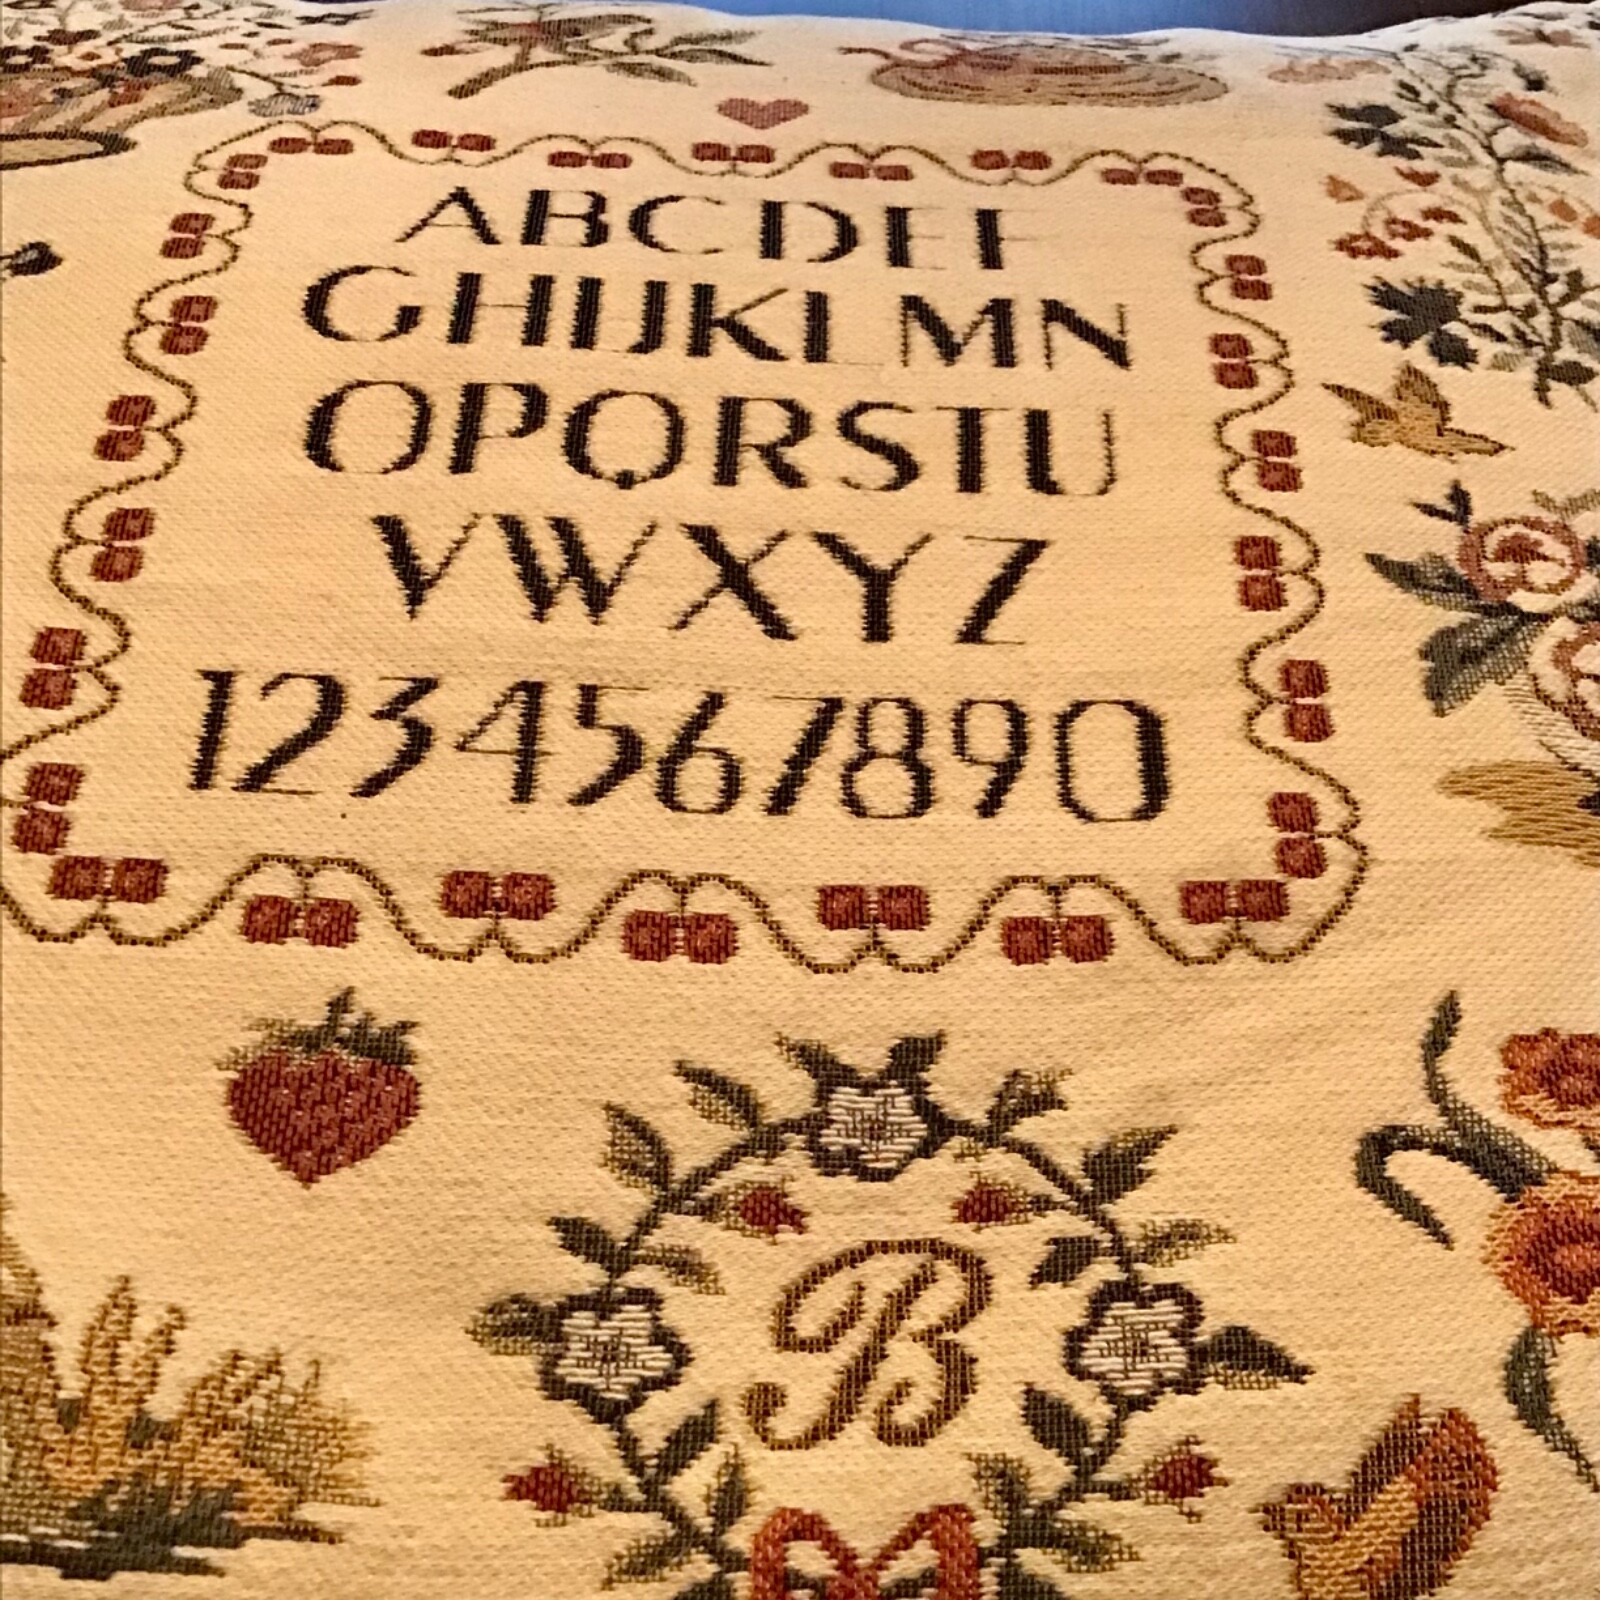 ABCDEF
GHIJKLMN
OPQRSTU
VWXYZ
1234567890
B